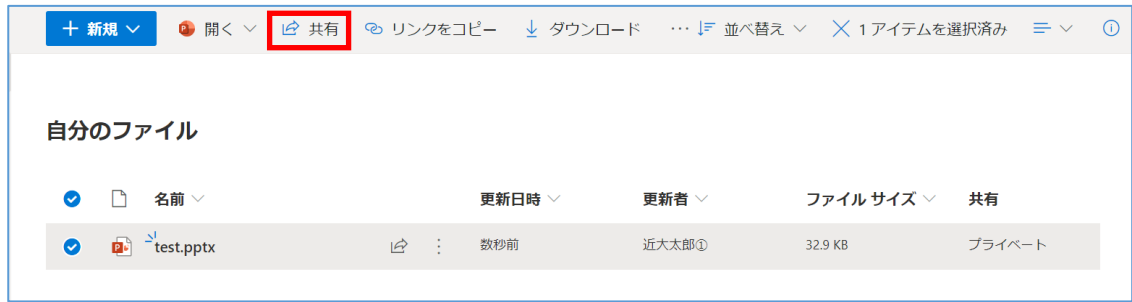 新規 開く 共有 リンクをコピー ダウンロード … 並べ替え 1 アイテムを選択済み
自分のファイル
名前 更新日時 更新者 ファイル サイズ 共有
test.pptx 数秒前 近大太郎① 32.9 KB プライベート